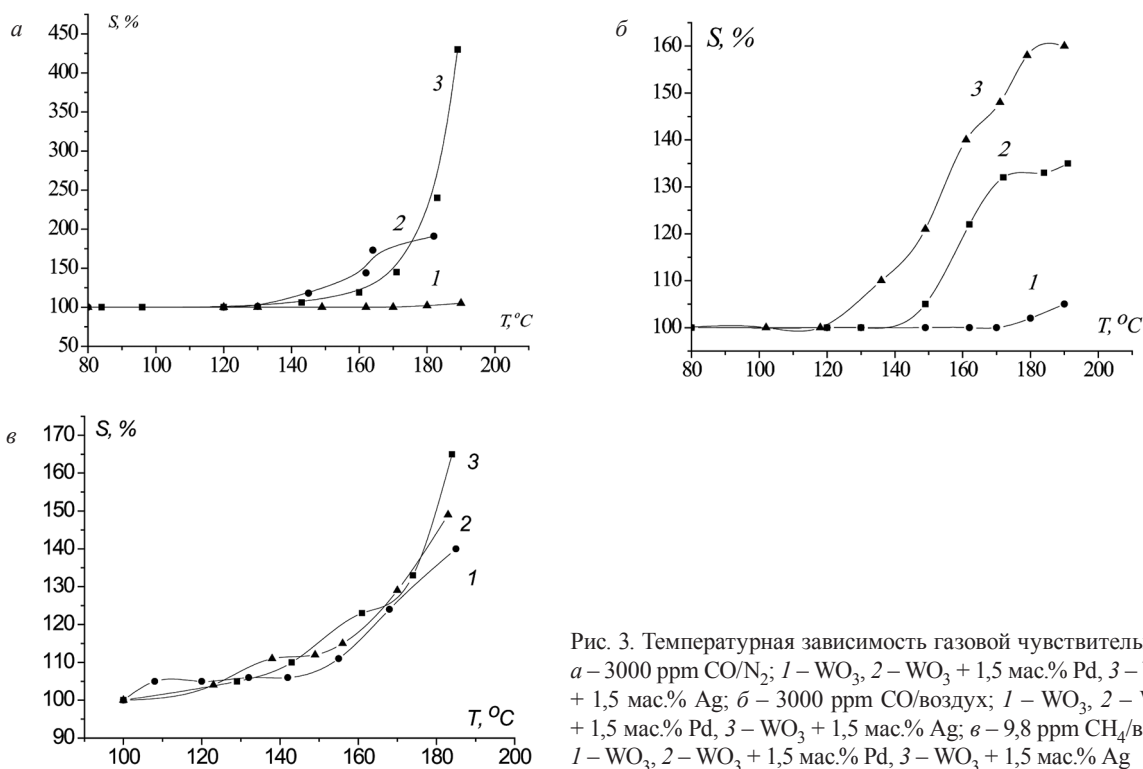 а
S, %
450
400
350
300
250
200
150
100
50
3
2
1
T, °C
80 100 120 140 160 180 200
б
S, %
160
150
140
130
120
110
100
3
2
1
T, °C
80 100 120 140 160 180 200
в
S, %
170
160
150
140
130
120
110
100
90
3
2
1
T, °C
100 120 140 160 180 200
Рис. 3. Температурная зависимость газовой чувствитель
а – 3000 ppm CO/N₂; 1 – WO₃, 2 – WO₃ + 1,5 мас.% Pd, 3 –
+ 1,5 мас.% Ag; б – 3000 ppm CO/воздух; 1 – WO₃, 2 –
+ 1,5 мас.% Pd, 3 – WO₃ + 1,5 мас.% Ag; в – 9,8 ppm CH₄/в
1 – WO₃, 2 – WO₃ + 1,5 мас.% Pd, 3 – WO₃ + 1,5 мас.% Ag